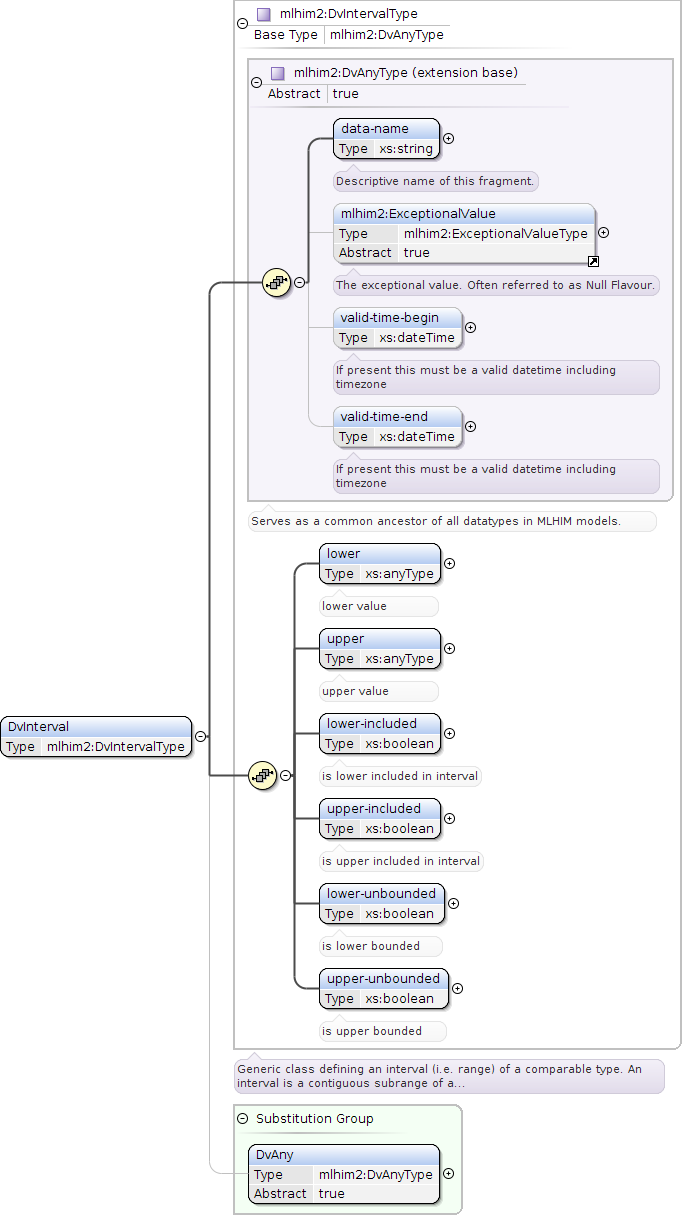 mlhim2:DvIntervalType
Base Type mlhim2:DvAnyType
mlhim2:DvAnyType (extension base)
Abstract true
data-name
Type xs:string
Descriptive name of this fragment.
mlhim2:ExceptionalValue
Type mlhim2:ExceptionalValueType
Abstract true
The exceptional value. Often referred to as Null Flavour.
valid-time-begin
Type xs:dateTime
If present this must be a valid datetime including
timezone
valid-time-end
Type xs:dateTime
If present this must be a valid datetime including
timezone
Serves as a common ancestor of all datatypes in MLHIM models.
lower
Type xs:anyType
lower value
upper
Type xs:anyType
upper value
lower-included
Type xs:boolean
is lower included in interval
upper-included
Type xs:boolean
is upper included in interval
lower-unbounded
Type xs:boolean
is lower bounded
upper-unbounded
Type xs:boolean
is upper bounded
DvInterval
Type mlhim2:DvIntervalType
Generic class defining an interval (i.e. range) of a comparable type. An
interval is a contiguous subrange of a...
Substitution Group
DvAny
Type mlhim2:DvAnyType
Abstract true